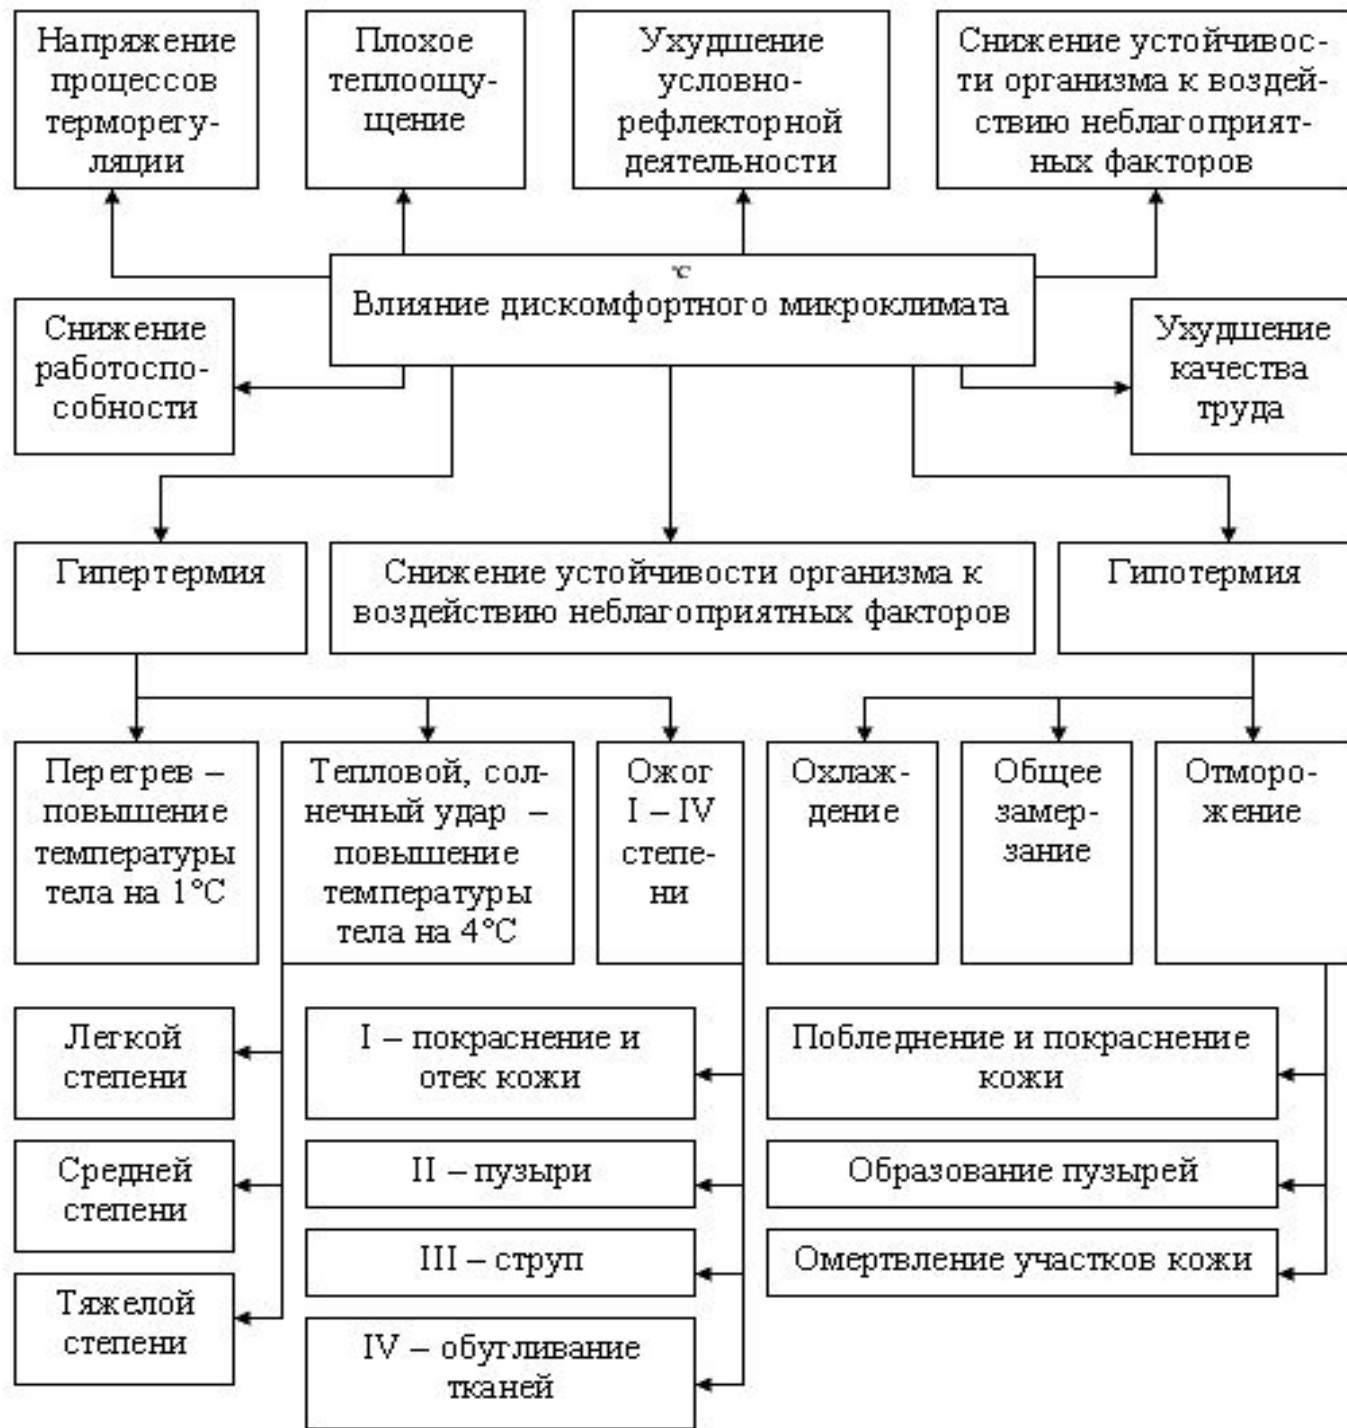 Напряжение
процессов
терморегу-
ляции
Плохое
теплоощу-
щение
Ухудшение
условно-
рефлекторной
деятельности
Снижение устойчивос-
ти организма к воздей-
ствию неблагоприят-
ных факторов
°С
Влияние дискомфортного микроклимата
Снижение
работоспо-
собности
Ухудшение
качества
труда
Гипертермия
Снижение устойчивости организма к
воздействию неблагоприятных факторов
Гипотермия
Перегрев –
повышение
температуры
тела на 1°С
Тепловой, сол-
нечный удар –
повышение
температуры
тела на 4°С
Ожог
I – IV
степе-
ни
Охлаж-
дение
Общее
замер-
зание
Отморо-
жение
Легкой
степени
Средней
степени
Тяжелой
степени
I – покраснение и
отек кожи
II – пузыри
III – струп
IV – обугливание
тканей
Побледнение и покраснение
кожи
Образование пузырей
Омертвление участков кожи